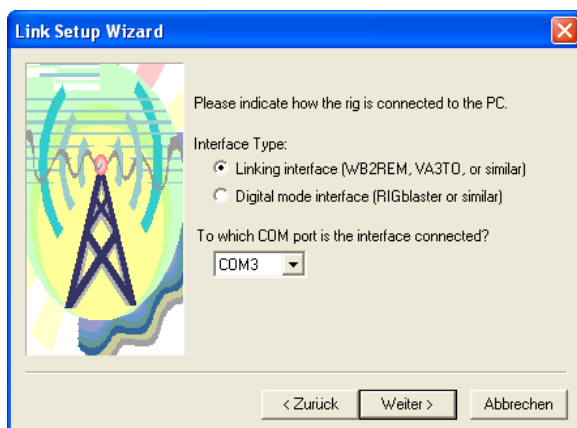 Link Setup Wizard
Please indicate how the rig is connected to the PC.
Interface Type:
Linking interface (WB2REM, VA3TO, or similar)
Digital mode interface (RIGblaster or similar)
To which COM port is the interface connected?
COM3
< Zurück
Weiter >
Abbrechen